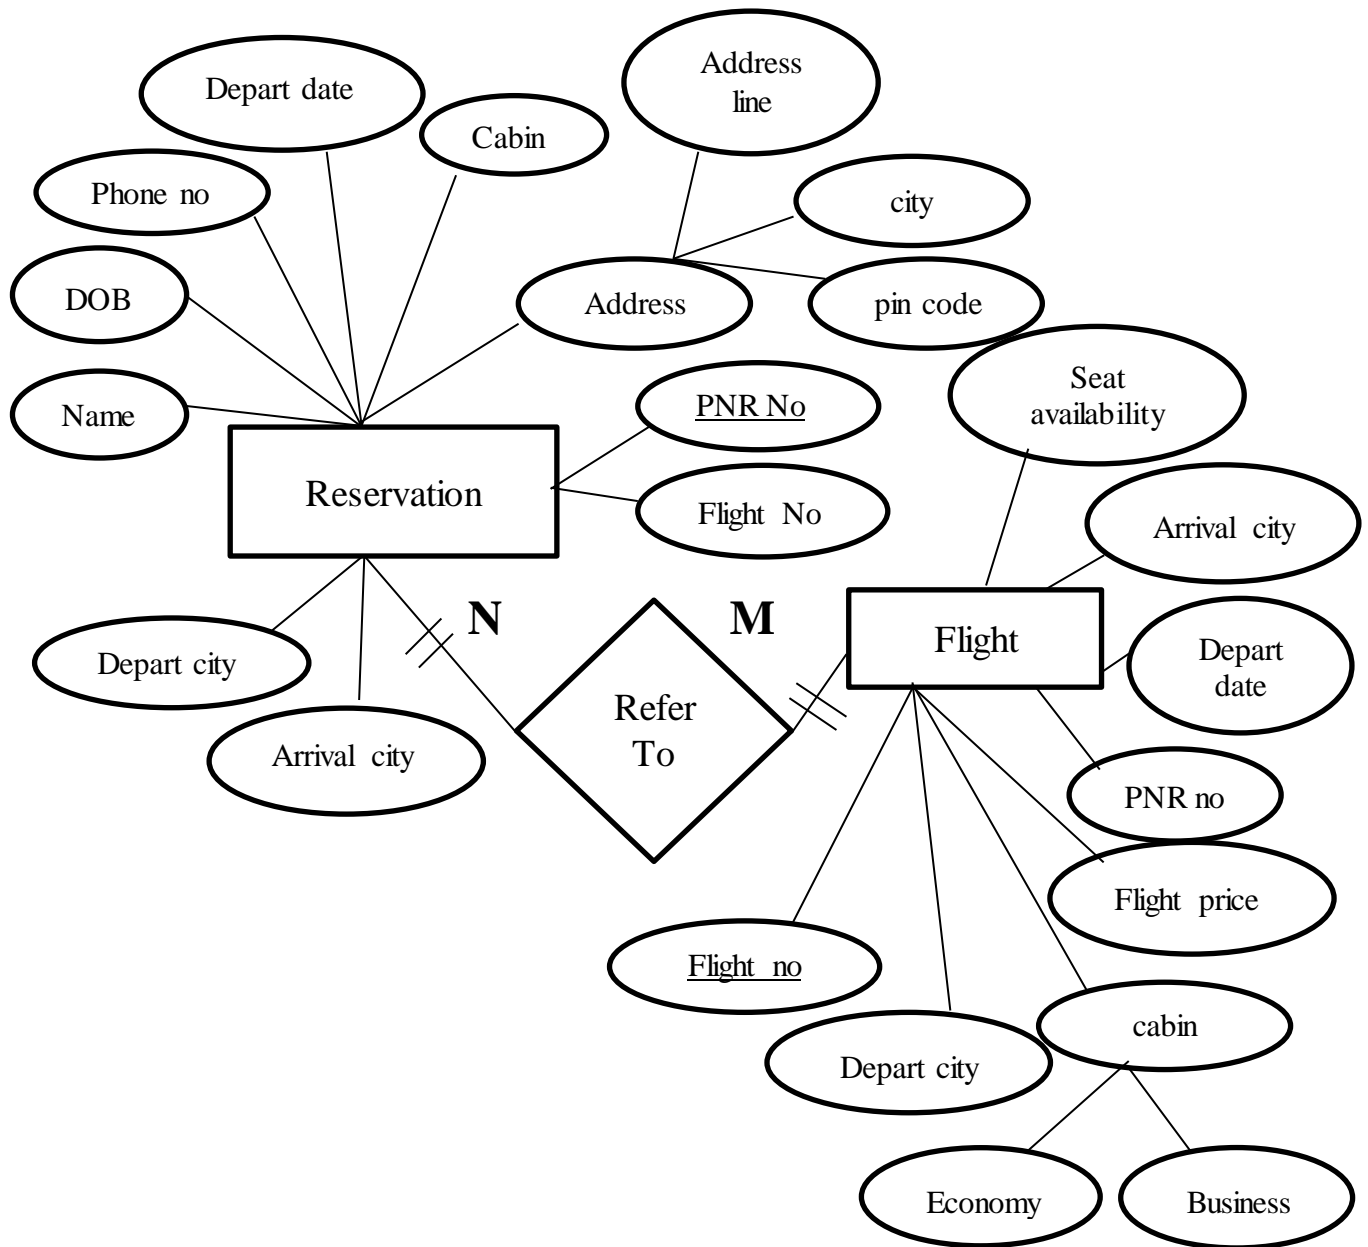 Address
line
Depart date
Cabin
Phone no
city
DOB
Address
pin code
Name
PNR No
Seat
availability
Reservation
Flight No
Arrival city
N
M
Flight
Depart
date
Depart city
Refer
To
Arrival city
PNR no
Flight price
Flight no
cabin
Depart city
Economy
Business